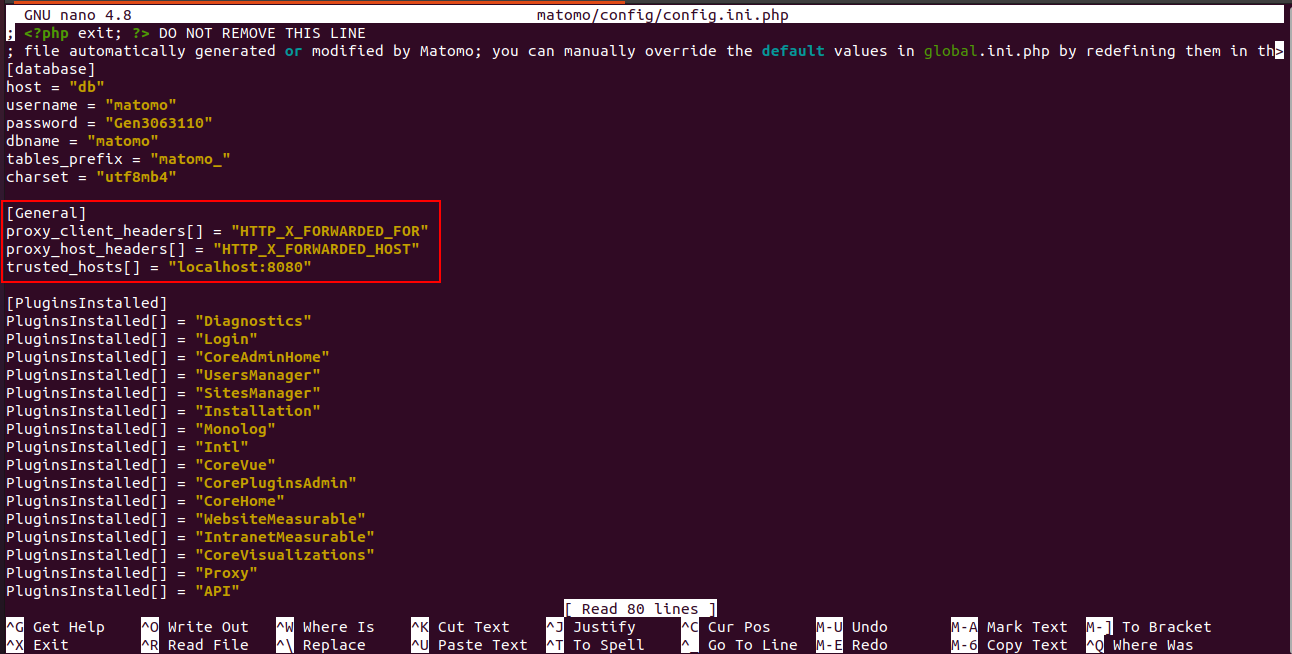 GNU nano 4.8 matomo/config/config.ini.php
; <?php exit; ?> DO NOT REMOVE THIS LINE
; file automatically generated or modified by Matomo; you can manually override the default values in global.ini.php by redefining them in th>
[database]
host = "db"
username = "matomo"
password = "Gen3063110"
dbname = "matomo"
tables_prefix = "matomo_"
charset = "utf8mb4"
[General]
proxy_client_headers[] = "HTTP_X_FORWARDED_FOR"
proxy_host_headers[] = "HTTP_X_FORWARDED_HOST"
trusted_hosts[] = "localhost:8080"
[PluginsInstalled]
PluginsInstalled[] = "Diagnostics"
PluginsInstalled[] = "Login"
PluginsInstalled[] = "CoreAdminHome"
PluginsInstalled[] = "UsersManager"
PluginsInstalled[] = "SitesManager"
PluginsInstalled[] = "Installation"
PluginsInstalled[] = "Monolog"
PluginsInstalled[] = "Intl"
PluginsInstalled[] = "CoreVue"
PluginsInstalled[] = "CorePluginsAdmin"
PluginsInstalled[] = "CoreHome"
PluginsInstalled[] = "WebsiteMeasurable"
PluginsInstalled[] = "IntranetMeasurable"
PluginsInstalled[] = "CoreVisualizations"
PluginsInstalled[] = "Proxy"
PluginsInstalled[] = "API"
[ Read 80 lines ]
^G Get Help ^O Write Out ^W Where Is ^K Cut Text ^J Justify ^C Cur Pos M-U Undo M-A Mark Text M-] To Bracket
^X Exit ^R Read File ^\ Replace ^U Paste Text ^T To Spell ^_ Go To Line M-E Redo M-6 Copy Text ^Q Where Was